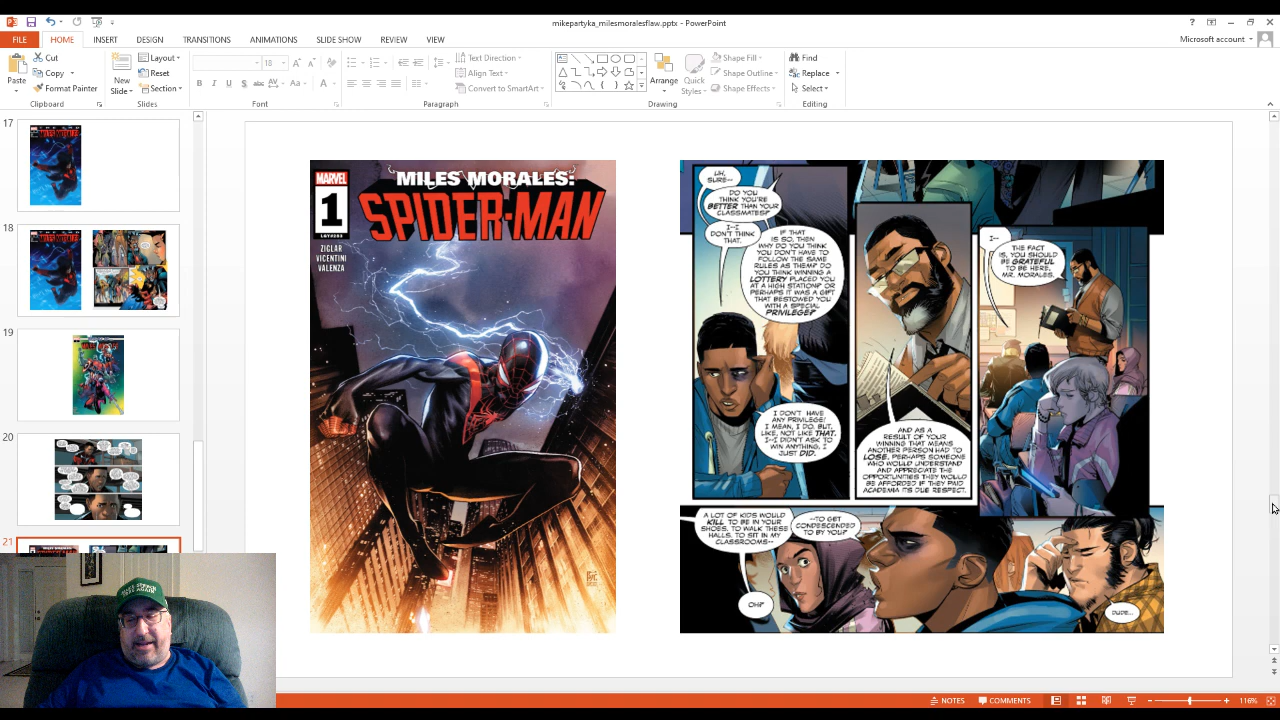 mikepartyka_milesmoralesflaw.pptx - PowerPoint
Microsoft account
FILE HOME INSERT DESIGN TRANSITIONS ANIMATIONS SLIDE SHOW REVIEW VIEW
Paste
Cut
Copy
Format Painter
Clipboard
New
Slide
Layout
Reset
Section
Slides
18
Font
Text Direction
Align Text
Convert to SmartArt
Paragraph
Arrange
Quick
Styles
Shape Fill
Shape Outline
Shape Effects
Drawing
Find
Replace
Select
Editing
17
18
19
20
21
MARVEL
1
ZIGLAR
VICENTINI
VALENZA
MILES MORALES:
SPIDER-MAN
UH,
SURE--
DO YOU
THINK YOU'RE
BETTER THAN YOUR
CLASSMATES?
I--I
DON'T THINK
THAT.
IF THAT
IS SO, THEN
WHY DO YOU THINK
YOU DON'T HAVE TO
FOLLOW THE SAME
RULES AS THEM? DO
YOU THINK WINNING A
LOTTERY PLACED YOU
AT A HIGH STATION? OR
PERHAPS IT WAS A GIFT
THAT BESTOWED YOU
WITH A SPECIAL
PRIVILEGE?
I DON'T HAVE
ANY PRIVILEGE!
I MEAN, I DO. BUT,
LIKE, NOT LIKE THAT.
I--I DIDN'T ASK TO
WIN ANYTHING, I
JUST DID.
AND AS A
RESULT OF YOUR
WINNING THAT MEANS
ANOTHER PERSON HAD TO
LOSE. PERHAPS SOMEONE
WHO WOULD UNDERSTAND
AND APPRECIATE THE
OPPORTUNITIES THEY WOULD
BE AFFORDED IF THEY PAID
ACADEMIA ITS DUE RESPECT.
I--
THE FACT
IS, YOU SHOULD
BE GRATEFUL
TO BE HERE,
MR. MORALES.
A LOT OF KIDS WOULD
KILL TO BE IN YOUR
SHOES. TO WALK THESE
HALLS. TO SIT IN MY
CLASSROOMS--
--TO GET
CONDESCENDED
TO BY YOU?
OH?
DUDE...
NOTES COMMENTS 116%